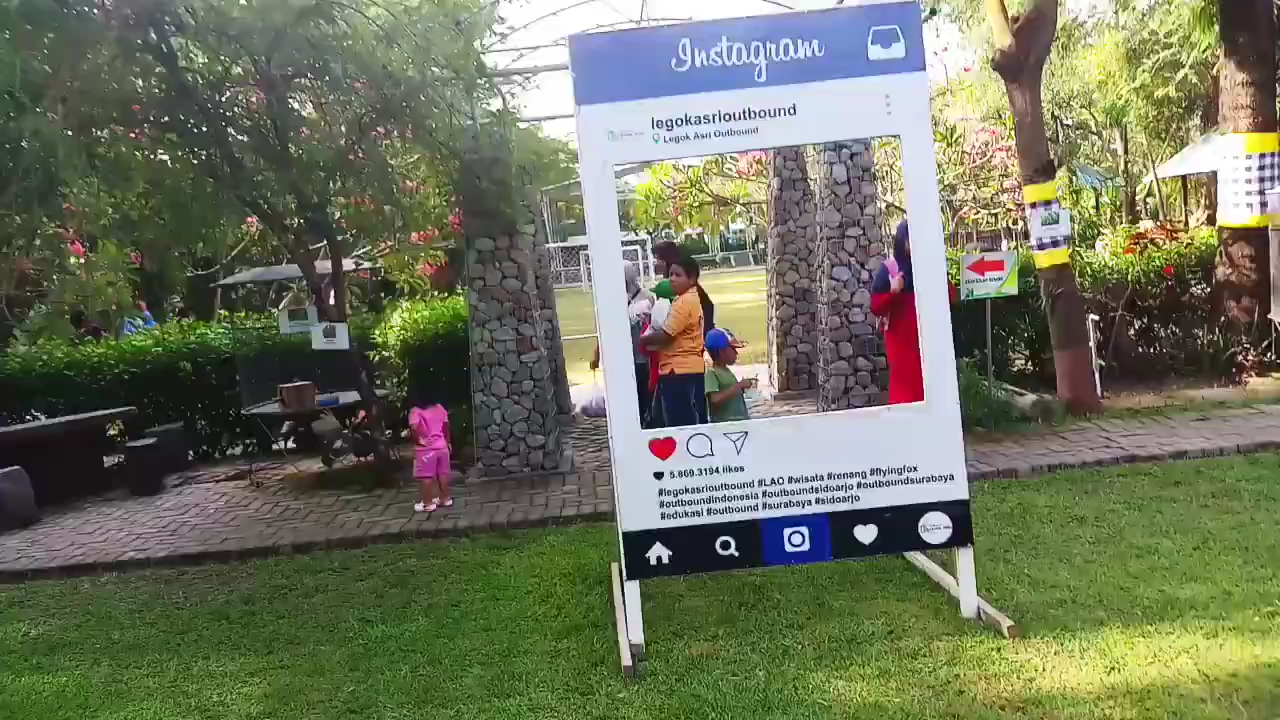 Instagram
legokasrioutbound
Legok Asri Outbound
5.869.3194 likes
#legokasrioutbound #LAO #wisata #renang #flyingfox
#outboundindonesia #outboundsidoarjo #outboundsurabaya
#edukasi #outbound #surabaya #sidoarjo